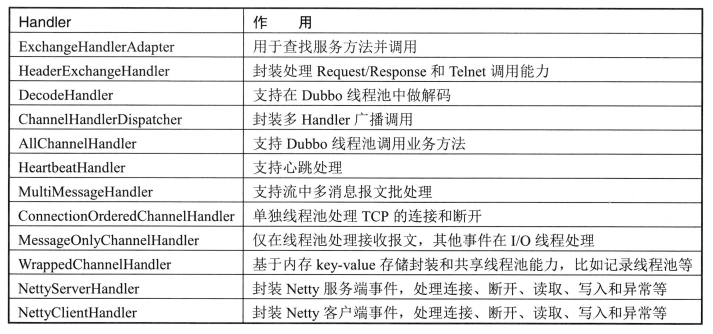 Handler 作 用
ExchangeHandlerAdapter 用于查找服务方法并调用
HeaderExchangeHandler 封装处理 Request/Response 和 Telnet 调用能力
DecodeHandler 支持在 Dubbo 线程池中做解码
ChannelHandlerDispatcher 封装多 Handler 广播调用
AllChannelHandler 支持 Dubbo 线程池调用业务方法
HeartbeatHandler 支持心跳处理
MultiMessageHandler 支持流中多消息报文批处理
ConnectionOrderedChannelHandler 单独线程池处理 TCP 的连接和断开
MessageOnlyChannelHandler 仅在线程池处理接收报文，其他事件在 I/O 线程处理
WrappedChannelHandler 基于内存 key-value 存储封装和共享线程池能力，比如记录线程池等
NettyServerHandler 封装 Netty 服务端事件，处理连接、断开、读取、写入和异常等
NettyClientHandler 封装 Netty 客户端事件，处理连接、断开、读取、写入和异常等